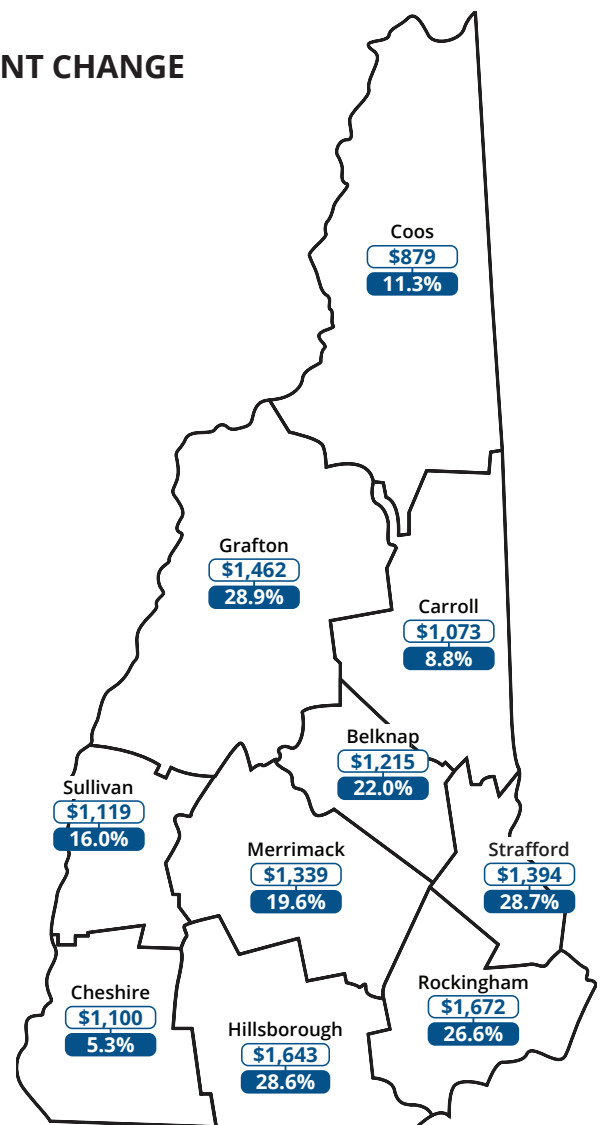 NT CHANGE
Coos
$879
11.3%
Grafton
$1,462
28.9%
Carroll
$1,073
8.8%
Belknap
$1,215
22.0%
Sullivan
$1,119
16.0%
Merrimack
$1,339
19.6%
Strafford
$1,394
28.7%
Cheshire
$1,100
5.3%
Hillsborough
$1,643
28.6%
Rockingham
$1,672
26.6%